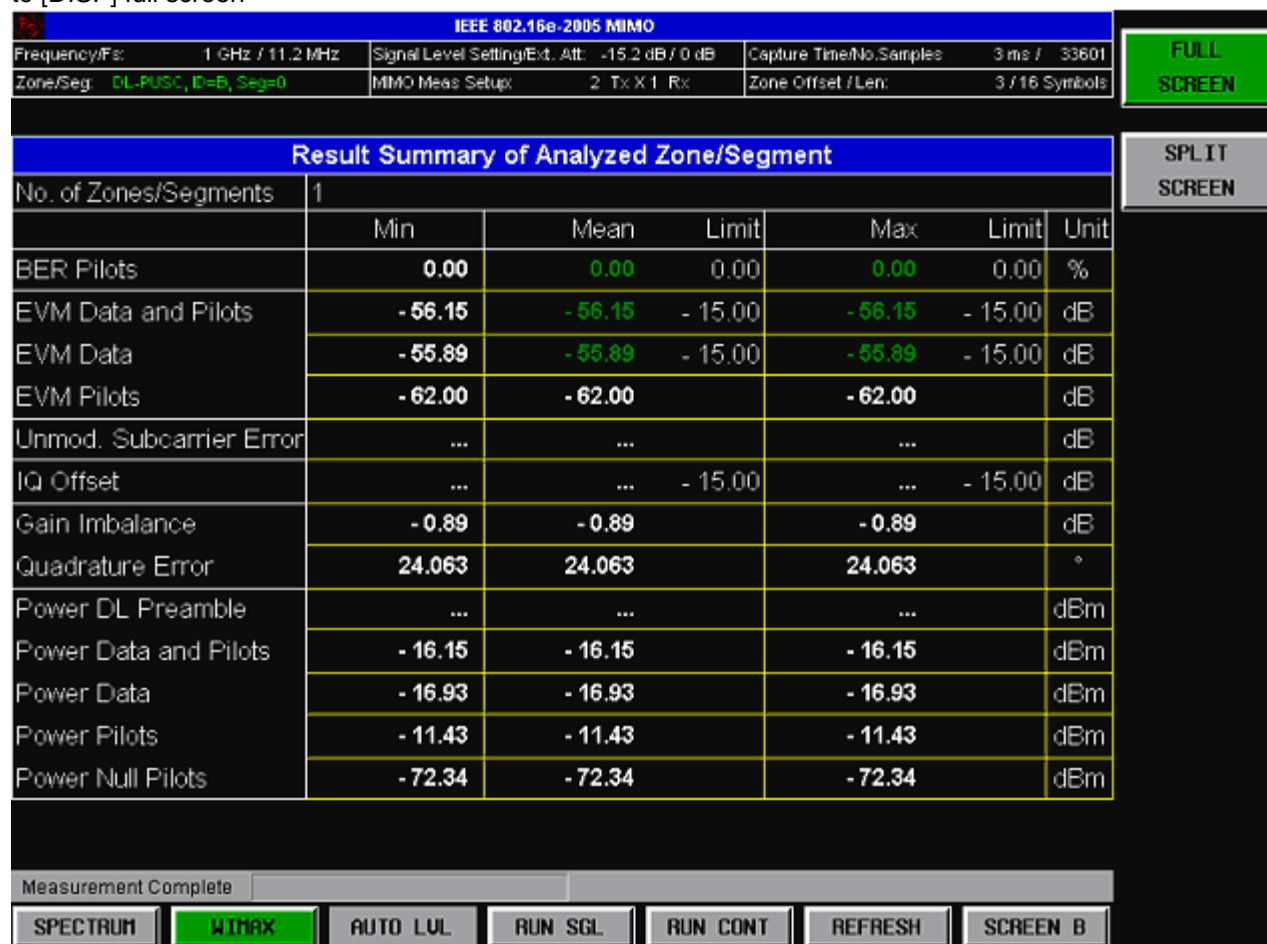 to [DISP] full screen
IEEE 802.16e-2005 MIMO
Frequency/Fs: 1 GHz / 11.2 MHz Signal Level Setting/Ext. Att: -15.2 dB / 0 dB Capture Time/No.Samples 3 ms / 33601
Zone/Seg: DL-PUSC, ID=B, Seg=0 MIMO Meas Setup: 2 Tx X 1 Rx Zone Offset / Len: 3 / 16 Symbols
FULL SCREEN
SPLIT SCREEN
Result Summary of Analyzed Zone/Segment
No. of Zones/Segments 1
Min Mean Limit Max Limit Unit
BER Pilots 0.00 0.00 0.00 0.00 0.00 %
EVM Data and Pilots - 56.15 - 56.15 - 15.00 - 56.15 - 15.00 dB
EVM Data - 55.89 - 55.89 - 15.00 - 55.89 - 15.00 dB
EVM Pilots - 62.00 - 62.00 - 62.00 dB
Unmod. Subcarrier Error ... ... ... dB
IQ Offset ... ... - 15.00 ... - 15.00 dB
Gain Imbalance - 0.89 - 0.89 - 0.89 dB
Quadrature Error 24.063 24.063 24.063 °
Power DL Preamble ... ... ... dBm
Power Data and Pilots - 16.15 - 16.15 - 16.15 dBm
Power Data - 16.93 - 16.93 - 16.93 dBm
Power Pilots - 11.43 - 11.43 - 11.43 dBm
Power Null Pilots - 72.34 - 72.34 - 72.34 dBm
Measurement Complete
SPECTRUM WIMAX AUTO LVL RUN SGL RUN CONT REFRESH SCREEN B